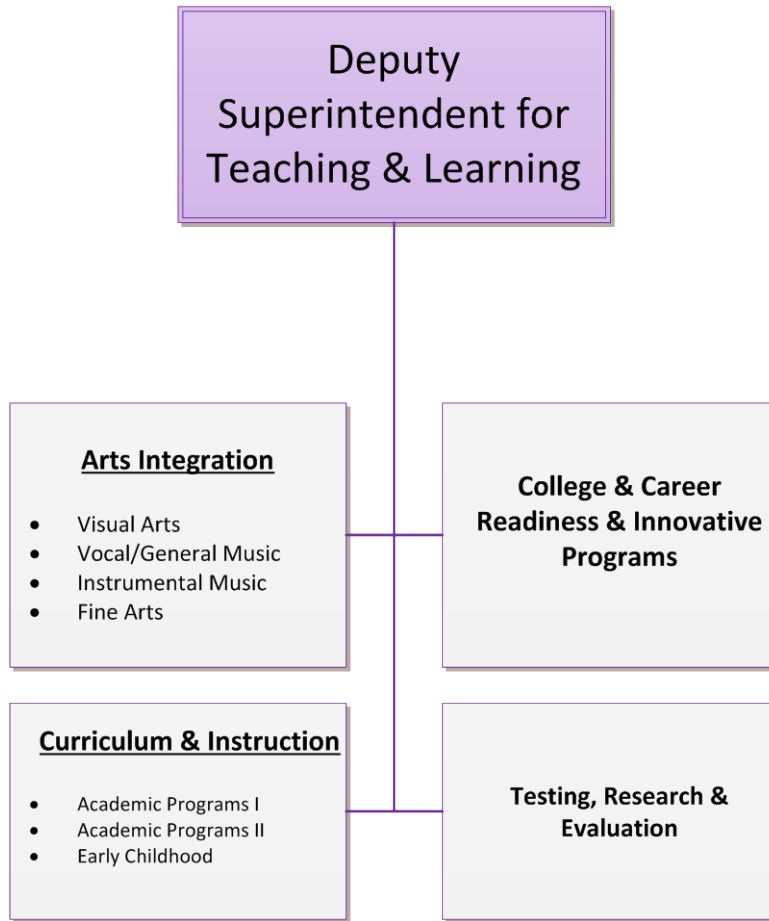 Deputy
Superintendent for
Teaching & Learning
Arts Integration
• Visual Arts
• Vocal/General Music
• Instrumental Music
• Fine Arts
College & Career
Readiness & Innovative
Programs
Curriculum & Instruction
• Academic Programs I
• Academic Programs II
• Early Childhood
Testing, Research &
Evaluation